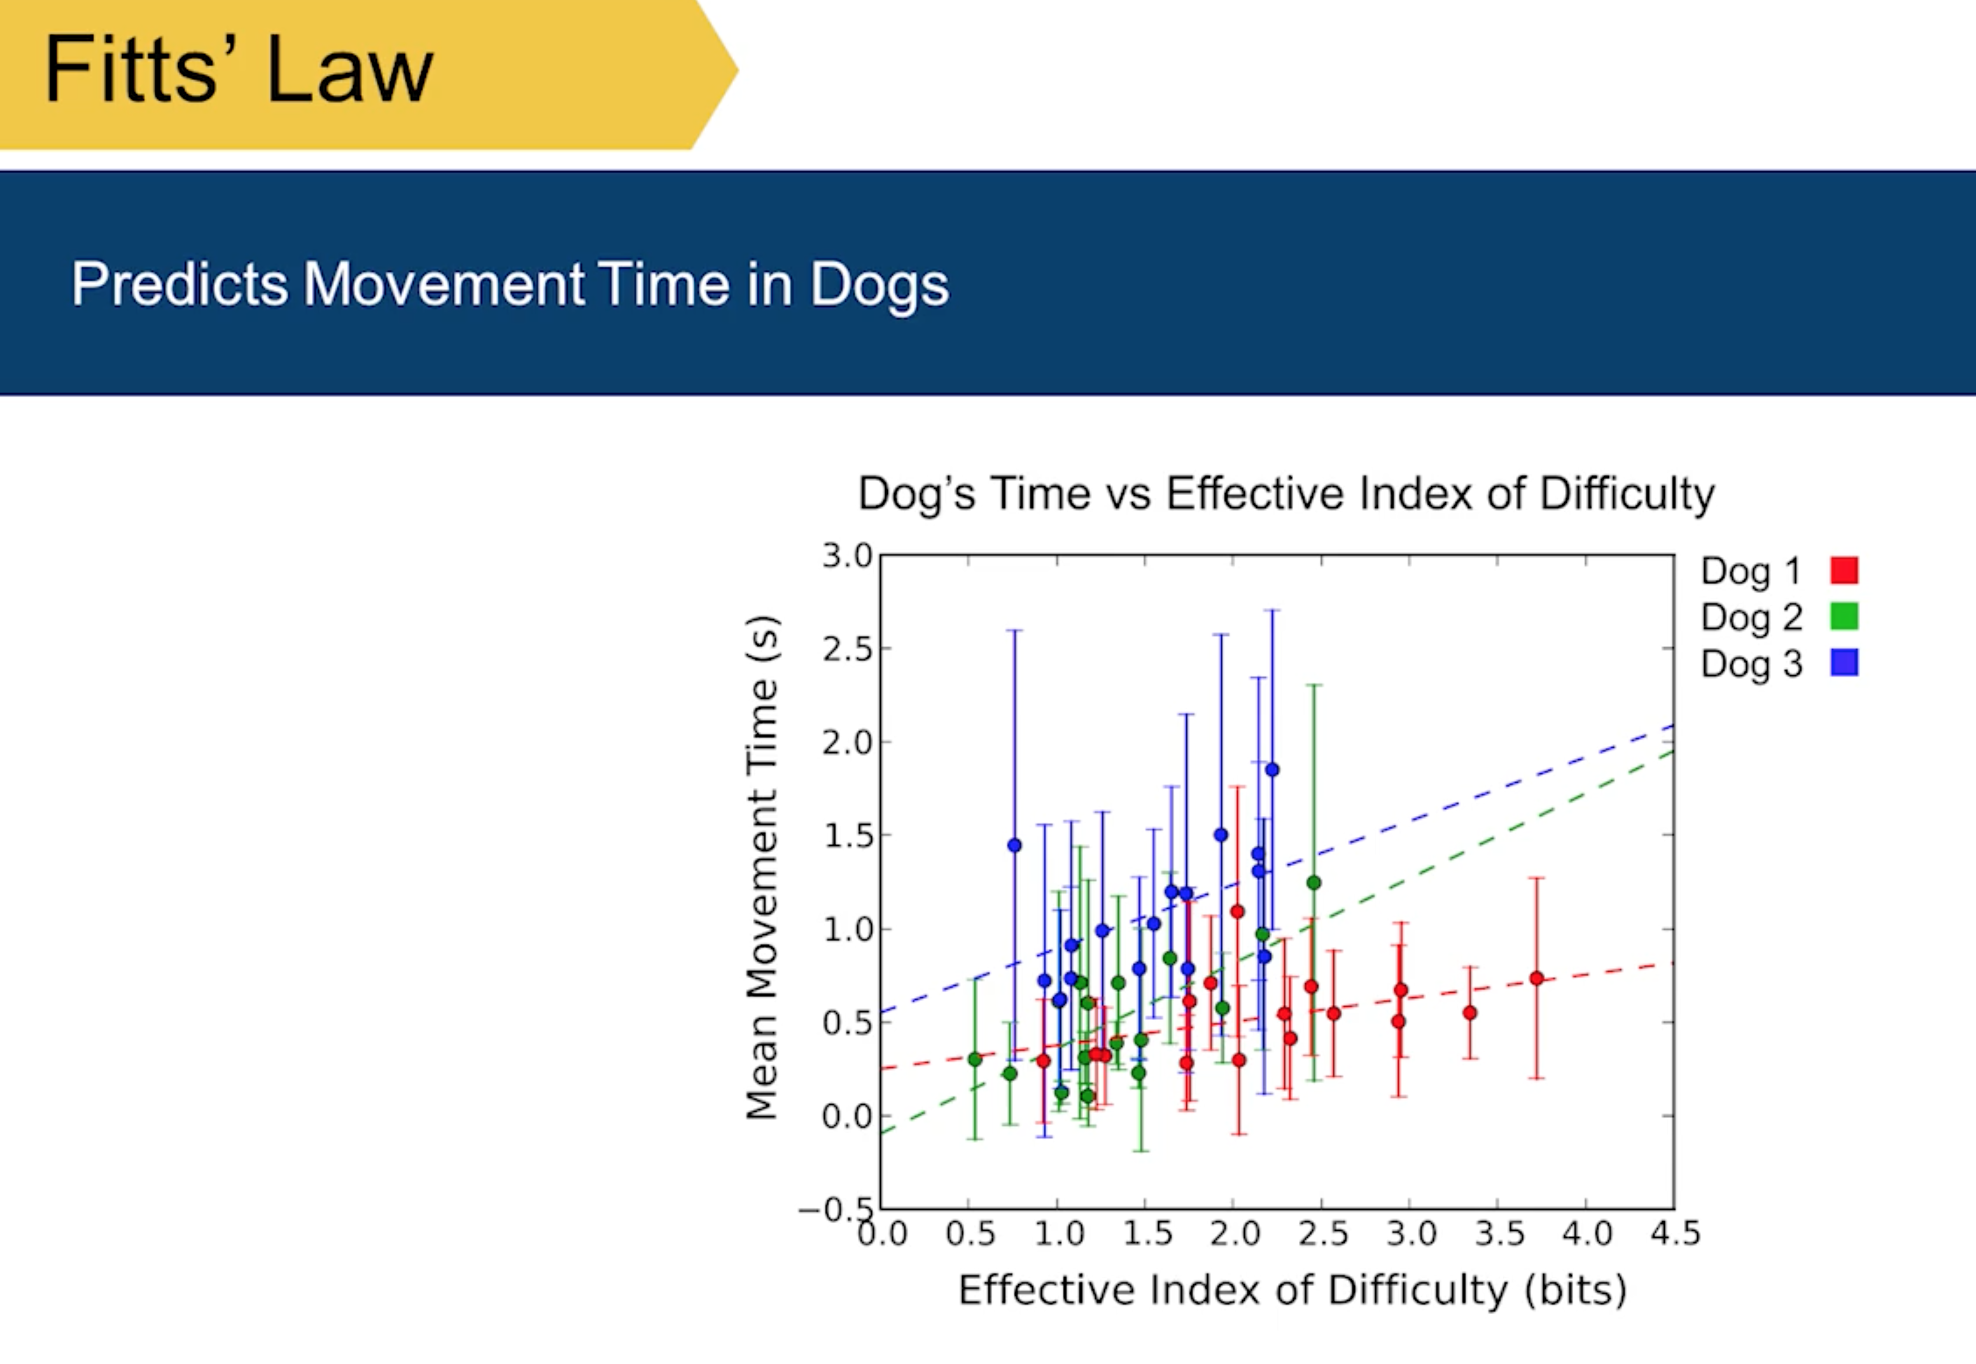 Fitts’ Law
Predicts Movement Time in Dogs
Dog’s Time vs Effective Index of Difficulty
Dog 1
Dog 2
Dog 3
Mean Movement Time (s)
3.0
2.5
2.0
1.5
1.0
0.5
0.0
−0.5
0.0 0.5 1.0 1.5 2.0 2.5 3.0 3.5 4.0 4.5
Effective Index of Difficulty (bits)